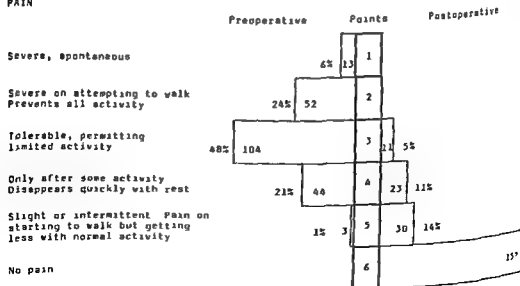 PAIN
Preoperative Points Postoperative
Severe, spontaneous 6% 13 1
Severe on attempting to walk
Prevents all activity 24% 52 2
Tolerable, permitting
limited activity 48% 104 3 11 5%
Only after some activity
Disappears quickly with rest 21% 44 4 23 11%
Slight or intermittent Pain on
starting to walk but getting
less with normal activity 1% 3 5 30 14%
No pain 6